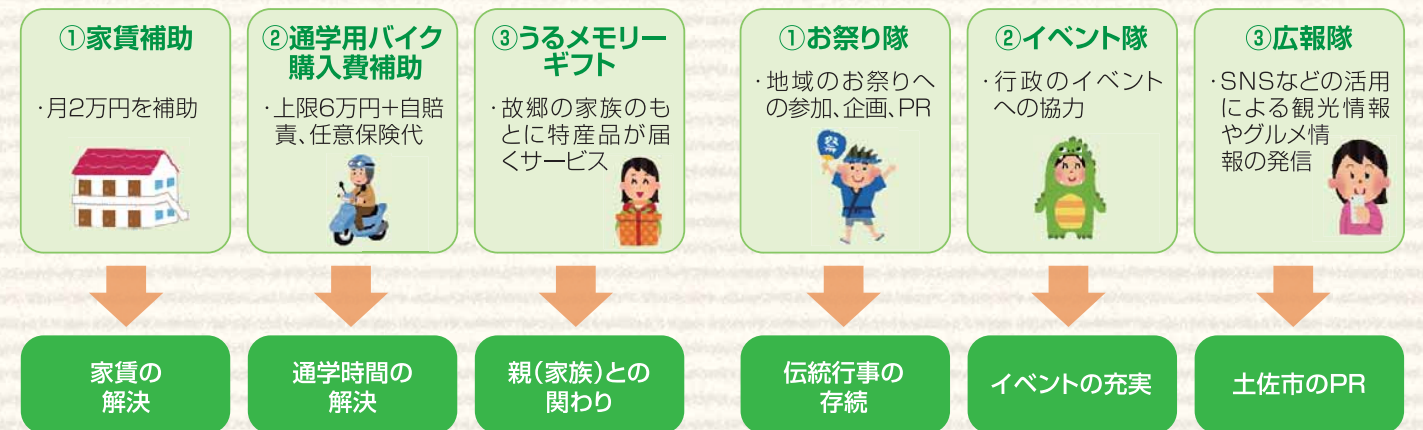 ①家賃補助
・月2万円を補助
②通学用バイク
購入費補助
・上限6万円+自賠
責、任意保険代
③うるメモリー
ギフト
・故郷の家族のも
とに特産品が届
くサービス
①お祭り隊
・地域のお祭りへ
の参加、企画、PR
祭
②イベント隊
・行政のイベント
への協力
③広報隊
・SNSなどの活用
による観光情報
やグルメ情
報の発信
家賃の
解決
通学時間の
解決
親(家族)との
関わり
伝統行事の
存続
イベントの充実
土佐市のPR